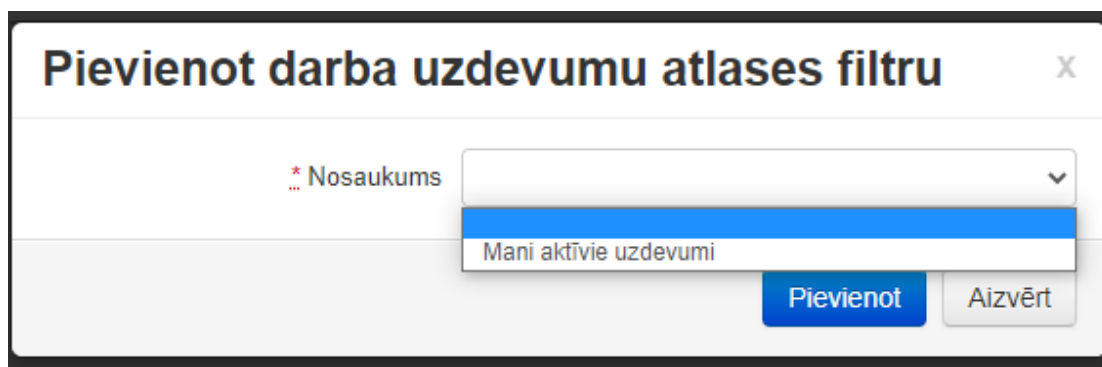 Pievienot darba uzdevumu atlases filtru x
* Nosaukums
Mani aktīvie uzdevumi
Pievienot Aizvērt